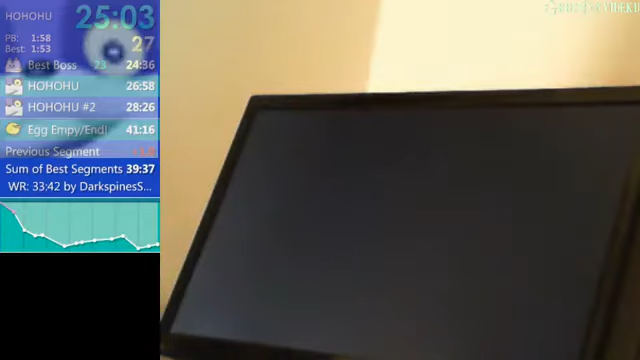 HOHOHU
25:03
PB: 1:58
Best: 1:53
27
Best Boss 23 24:36
HOHOHU 26:58
HOHOHU #2 28:26
Egg Empy/End! 41:16
Previous Segment
Sum of Best Segments 39:37
WR: 33:42 by DarkspinesS...